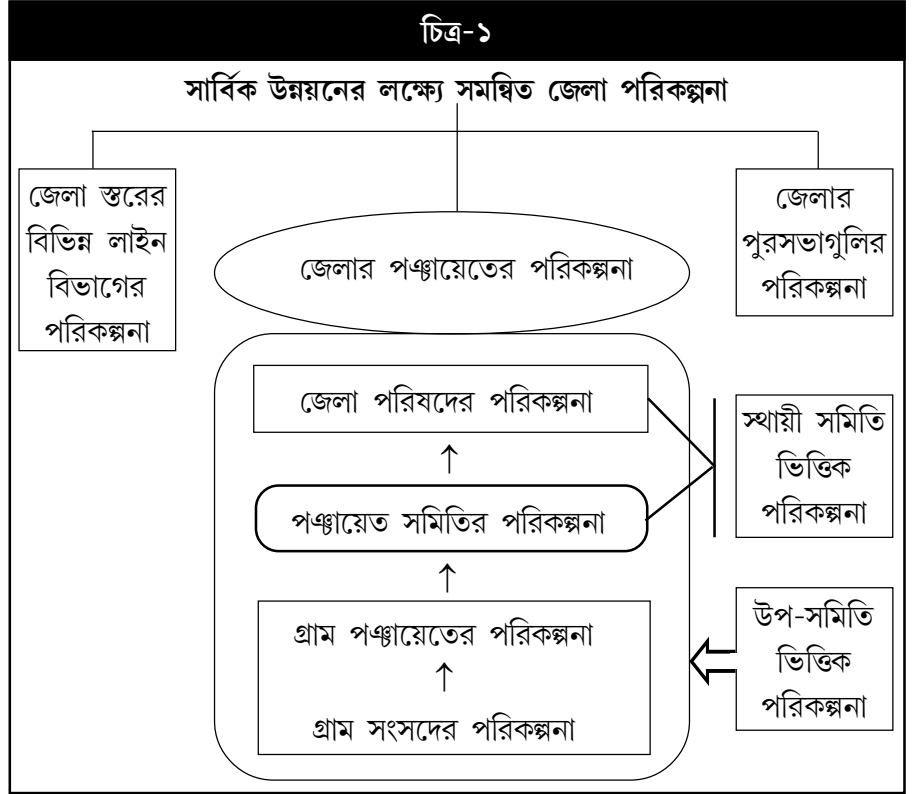 চিত্র-১
সার্বিক উন্নয়নের লক্ষ্যে সমন্বিত জেলা পরিকল্পনা
জেলা স্তরের
বিভিন্ন লাইন
বিভাগের
পরিকল্পনা
জেলার পঞ্চায়েতের পরিকল্পনা
জেলার
পুরসভাগুলির
পরিকল্পনা
জেলা পরিষদের পরিকল্পনা
↑
পঞ্চায়েত সমিতির পরিকল্পনা
স্থায়ী সমিতি
ভিত্তিক
পরিকল্পনা
↑
গ্রাম পঞ্চায়েতের পরিকল্পনা
↑
গ্রাম সংসদের পরিকল্পনা
উপ-সমিতি
ভিত্তিক
পরিকল্পনা